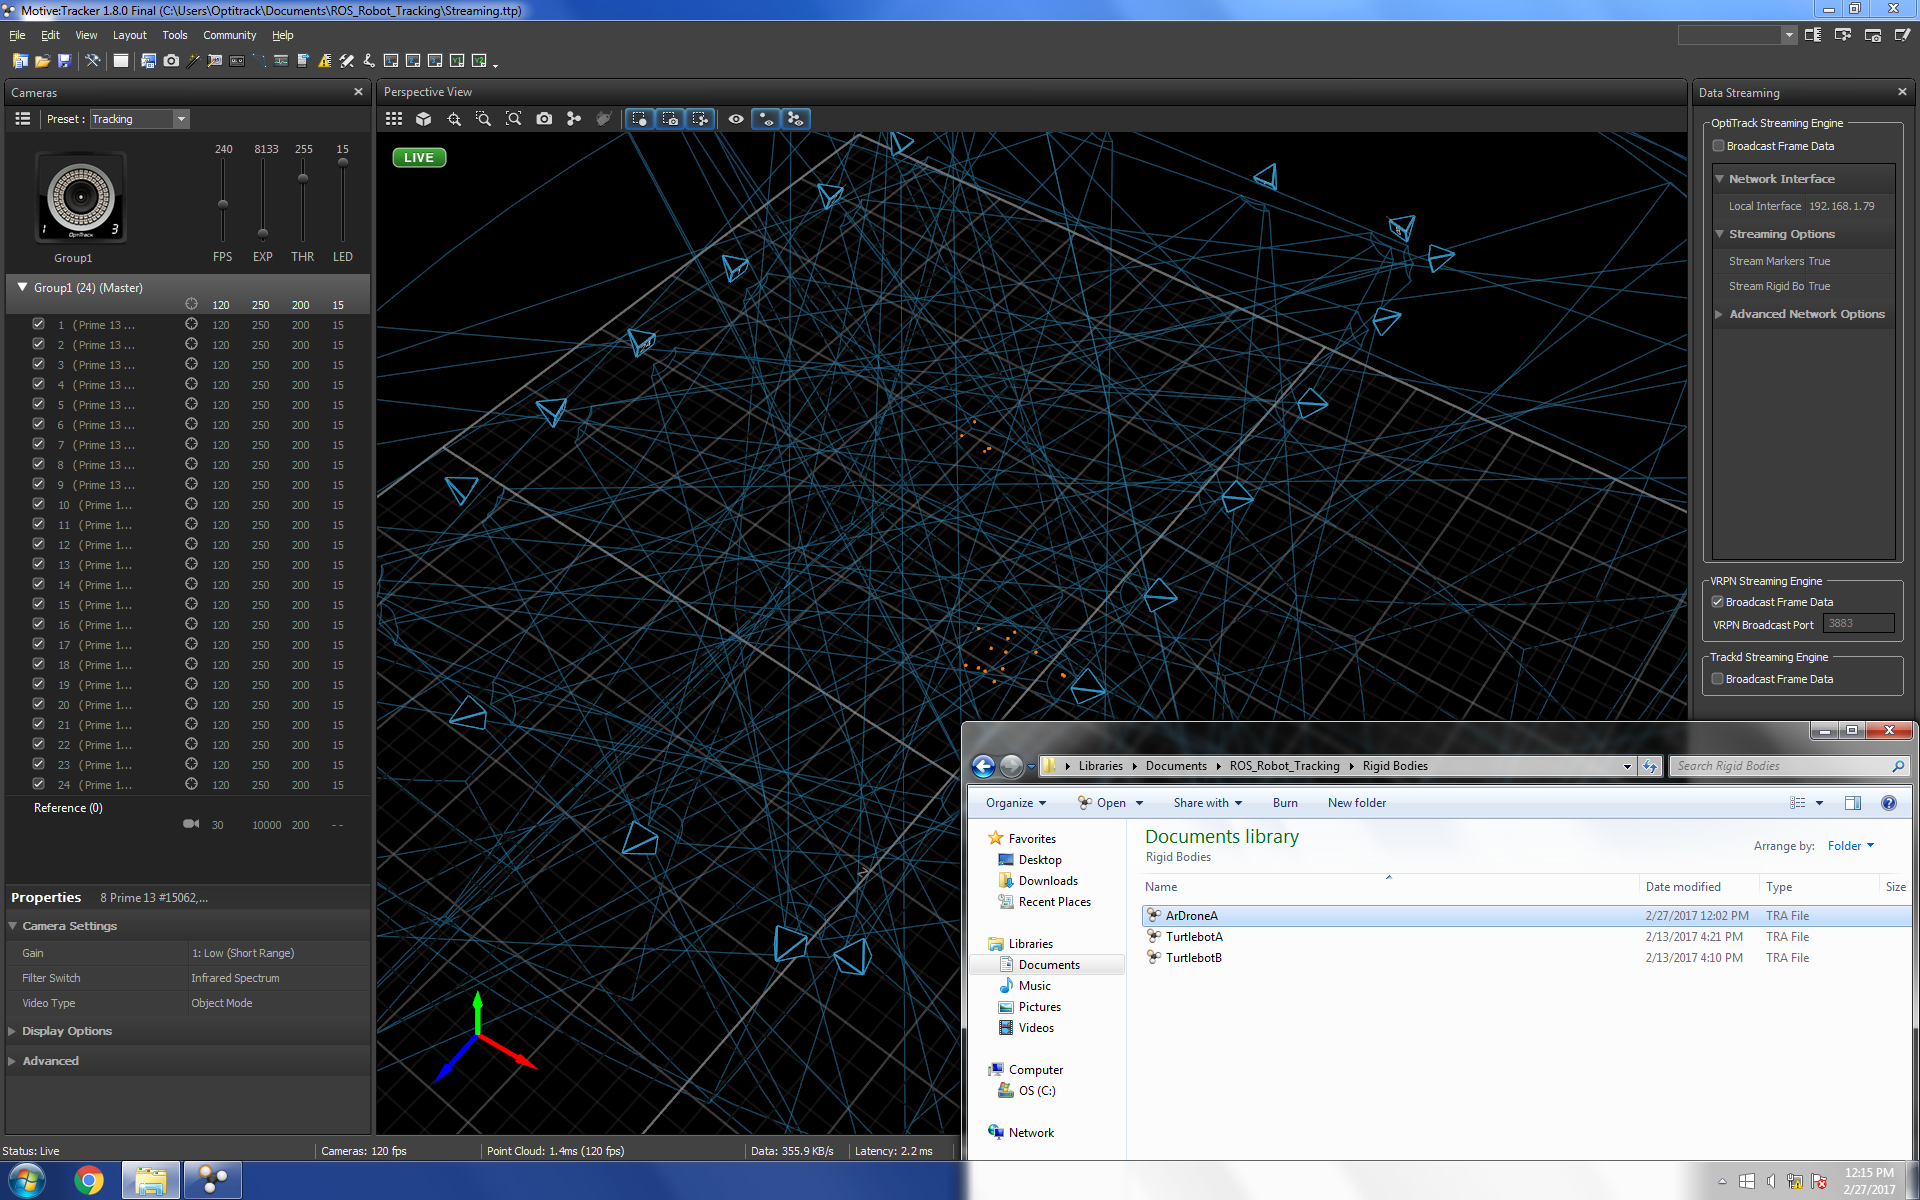 Motive:Tracker 1.8.0 Final (C:\Users\Optitrack\Documents\ROS_Robot_Tracking\Streaming.ttp)
File Edit View Layout Tools Community Help
Cameras
Preset : Tracking
240 8133 255 15
1 OptiTrack 3
FPS EXP THR LED
Group1
Group1 (24) (Master)
120 250 200 15
1 (Prime 13 ... 120 250 200 15
2 (Prime 13 ... 120 250 200 15
3 (Prime 13 ... 120 250 200 15
4 (Prime 13 ... 120 250 200 15
5 (Prime 13 ... 120 250 200 15
6 (Prime 13 ... 120 250 200 15
7 (Prime 13 ... 120 250 200 15
8 (Prime 13 ... 120 250 200 15
9 (Prime 13 ... 120 250 200 15
10 (Prime 1... 120 250 200 15
11 (Prime 1... 120 250 200 15
12 (Prime 1... 120 250 200 15
13 (Prime 1... 120 250 200 15
14 (Prime 1... 120 250 200 15
15 (Prime 1... 120 250 200 15
16 (Prime 1... 120 250 200 15
17 (Prime 1... 120 250 200 15
18 (Prime 1... 120 250 200 15
19 (Prime 1... 120 250 200 15
20 (Prime 1... 120 250 200 15
21 (Prime 1... 120 250 200 15
22 (Prime 1... 120 250 200 15
23 (Prime 1... 120 250 200 15
24 (Prime 1... 120 250 200 15
Reference (0)
30 10000 200 --
Properties 8 Prime 13 #15062,...
Camera Settings
Gain 1: Low (Short Range)
Filter Switch Infrared Spectrum
Video Type Object Mode
Display Options
Advanced
Perspective View
LIVE
Data Streaming
OptiTrack Streaming Engine
Broadcast Frame Data
Network Interface
Local Interface 192.168.1.79
Streaming Options
Stream Markers True
Stream Rigid Bo True
Advanced Network Options
VRPN Streaming Engine
Broadcast Frame Data
VRPN Broadcast Port 3883
Trackd Streaming Engine
Broadcast Frame Data
Libraries Documents ROS_Robot_Tracking Rigid Bodies
Search Rigid Bodies
Organize Open Share with Burn New folder
Favorites
Desktop
Downloads
Recent Places
Libraries
Documents
Music
Pictures
Videos
Computer
OS (C:)
Network
Documents library
Rigid Bodies
Arrange by: Folder
Name Date modified Type Size
ArDroneA 2/27/2017 12:02 PM TRA File
TurtlebotA 2/13/2017 4:21 PM TRA File
TurtlebotB 2/13/2017 4:10 PM TRA File
Status: Live Cameras: 120 fps Point Cloud: 1.4ms (120 fps) Data: 355.9 KB/s Latency: 2.2 ms
12:15 PM
2/27/2017